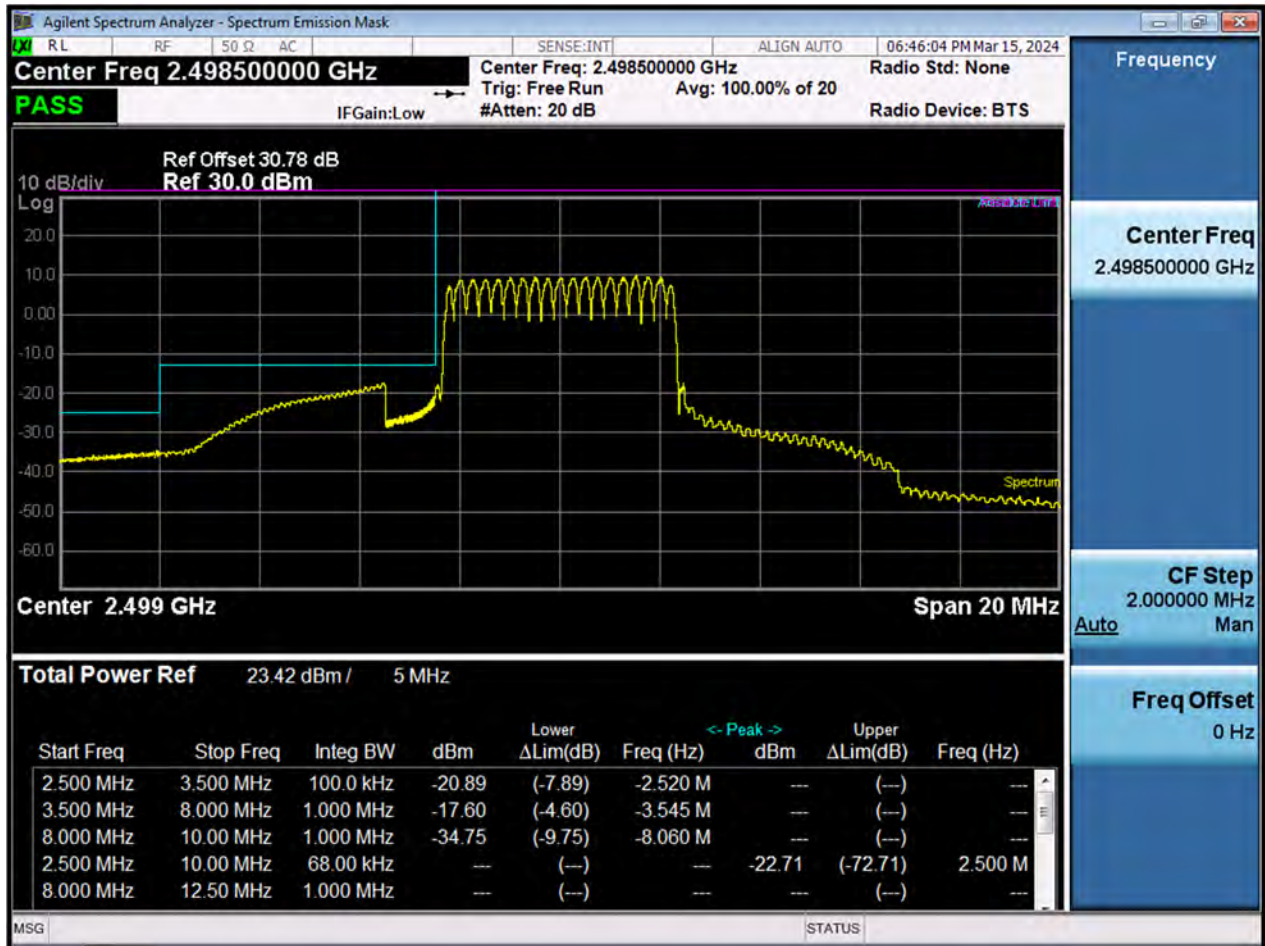 Agilent Spectrum Analyzer - Spectrum Emission Mask
LXI RL RF 50 Ω AC SENSE:INT ALIGN AUTO 06:46:04 PM Mar 15, 2024
Center Freq 2.498500000 GHz
PASS
IFGain:Low
Center Freq: 2.498500000 GHz
Trig: Free Run Avg: 100.00% of 20
#Atten: 20 dB
Radio Std: None
Radio Device: BTS
Ref Offset 30.78 dB
10 dB/div Ref 30.0 dBm
Log
Absolute Limit
20.0
10.0
0.00
-10.0
-20.0
-30.0
-40.0
-50.0
-60.0
Spectrum
Center 2.499 GHz Span 20 MHz
Total Power Ref 23.42 dBm / 5 MHz
Lower <- Peak -> Upper
Start Freq Stop Freq Integ BW dBm ΔLim(dB) Freq (Hz) dBm ΔLim(dB) Freq (Hz)
2.500 MHz 3.500 MHz 100.0 kHz -20.89 (-7.89) -2.520 M --- (---) ---
3.500 MHz 8.000 MHz 1.000 MHz -17.60 (-4.60) -3.545 M --- (---) ---
8.000 MHz 10.00 MHz 1.000 MHz -34.75 (-9.75) -8.060 M --- (---) ---
2.500 MHz 10.00 MHz 68.00 kHz --- (---) --- -22.71 (-72.71) 2.500 M
8.000 MHz 12.50 MHz 1.000 MHz --- (---) --- --- (---) ---
Frequency
Center Freq
2.498500000 GHz
CF Step
2.000000 MHz
Auto Man
Freq Offset
0 Hz
MSG STATUS